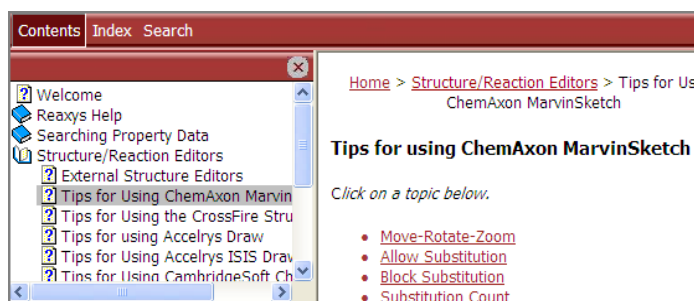 Contents Index Search
Welcome
Reaxys Help
Searching Property Data
Structure/Reaction Editors
External Structure Editors
Tips for Using ChemAxon Marvin
Tips for Using the CrossFire Stru
Tips for using Accelrys Draw
Tips for Using Accelrys ISIS Draw
Tips for Using CambridgeSoft Ch
Home > Structure/Reaction Editors > Tips for Us
ChemAxon MarvinSketch
Tips for using ChemAxon MarvinSketch
Click on a topic below.
• Move-Rotate-Zoom
• Allow Substitution
• Block Substitution
• Substitution Count